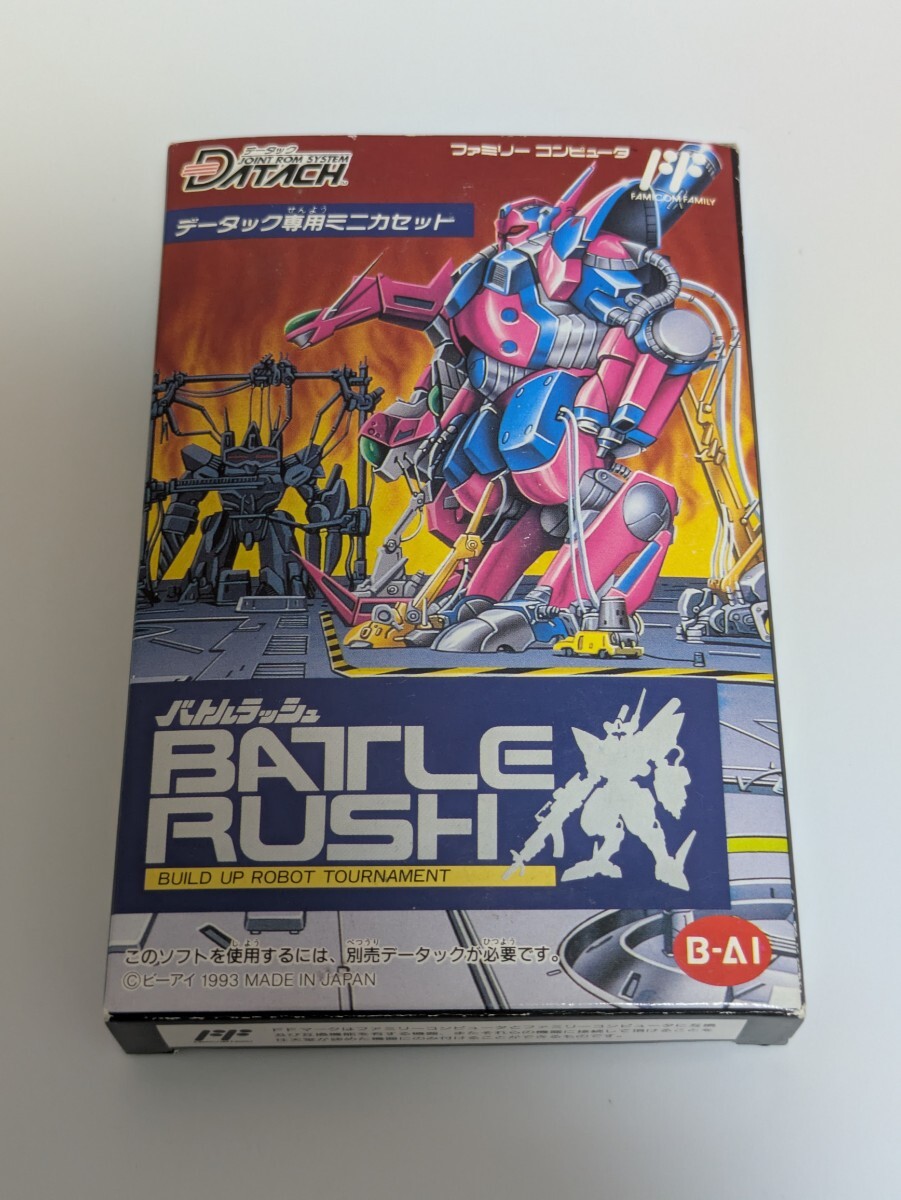 データック
JOINT ROM SYSTEM
DATACH®
ファミリー コンピュータ™
FF
FAMICOM FAMILY
せんよう
データック専用ミニカセット
バトルラッシュ
BATTLE
RUSH
BUILD UP ROBOT TOURNAMENT
しよう べつうり ひつよう
このソフトを使用するには、別売データックが必要です。
©ビーアイ 1993 MADE IN JAPAN
B-AI
FF